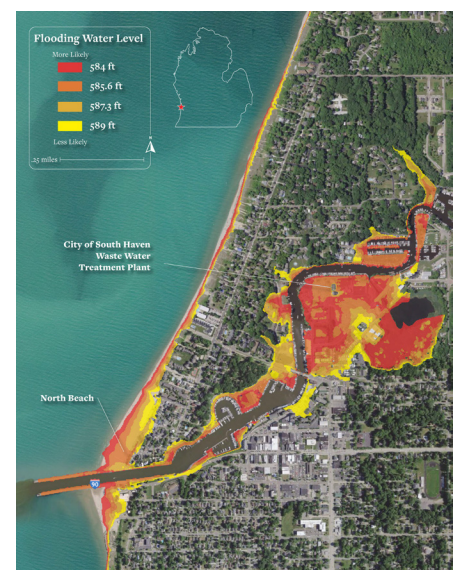 Flooding Water Level
More Likely
584 ft
585.6 ft
587.3 ft
589 ft
Less Likely
N
.25 miles
City of South Haven
Waste Water
Treatment Plant
North Beach
90